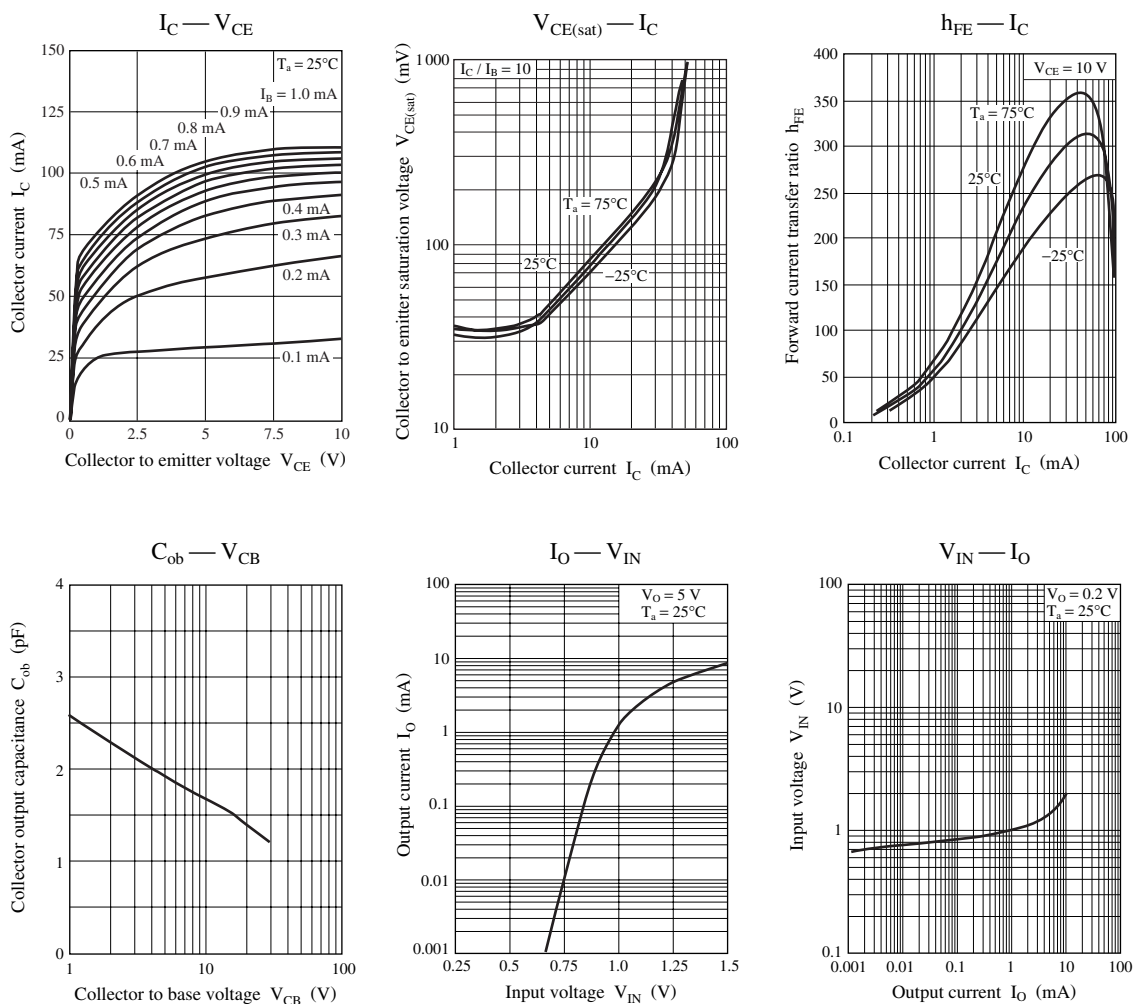 I_C — V_CE
150
125
100
75
50
25
0
0
2.5
5
7.5
10
T_a = 25°C
I_B = 1.0 mA
0.9 mA
0.8 mA
0.7 mA
0.6 mA
0.5 mA
0.4 mA
0.3 mA
0.2 mA
0.1 mA
Collector current I_C (mA)
Collector to emitter voltage V_CE (V)
V_CE(sat) — I_C
1 000
100
10
1
10
100
I_C / I_B = 10
T_a = 75°C
25°C
–25°C
Collector to emitter saturation voltage V_CE(sat) (mV)
Collector current I_C (mA)
h_FE — I_C
400
350
300
250
200
150
100
50
0
0.1
1
10
100
V_CE = 10 V
T_a = 75°C
25°C
–25°C
Forward current transfer ratio h_FE
Collector current I_C (mA)
C_ob — V_CB
4
3
2
1
0
1
10
100
Collector output capacitance C_ob (pF)
Collector to base voltage V_CB (V)
I_O — V_IN
100
10
1
0.1
0.01
0.001
0.25
0.5
0.75
1.0
1.25
1.5
V_O = 5 V
T_a = 25°C
Output current I_O (mA)
Input voltage V_IN (V)
V_IN — I_O
100
10
1
0.1
0.001
0.01
0.1
1
10
100
V_O = 0.2 V
T_a = 25°C
Input voltage V_IN (V)
Output current I_O (mA)